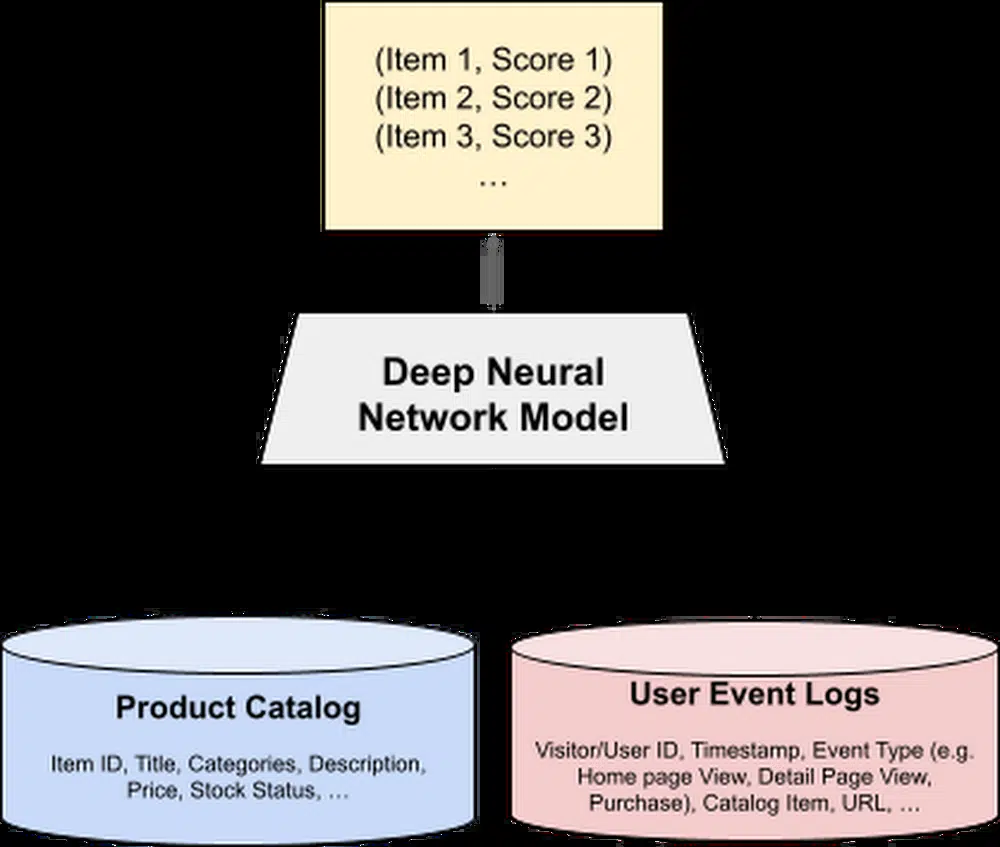 (Item 1, Score 1)
(Item 2, Score 2)
(Item 3, Score 3)
...
Deep Neural
Network Model
Product Catalog
Item ID, Title, Categories, Description,
Price, Stock Status, ...
User Event Logs
Visitor/User ID, Timestamp, Event Type (e.g.
Home page View, Detail Page View,
Purchase), Catalog Item, URL, ...